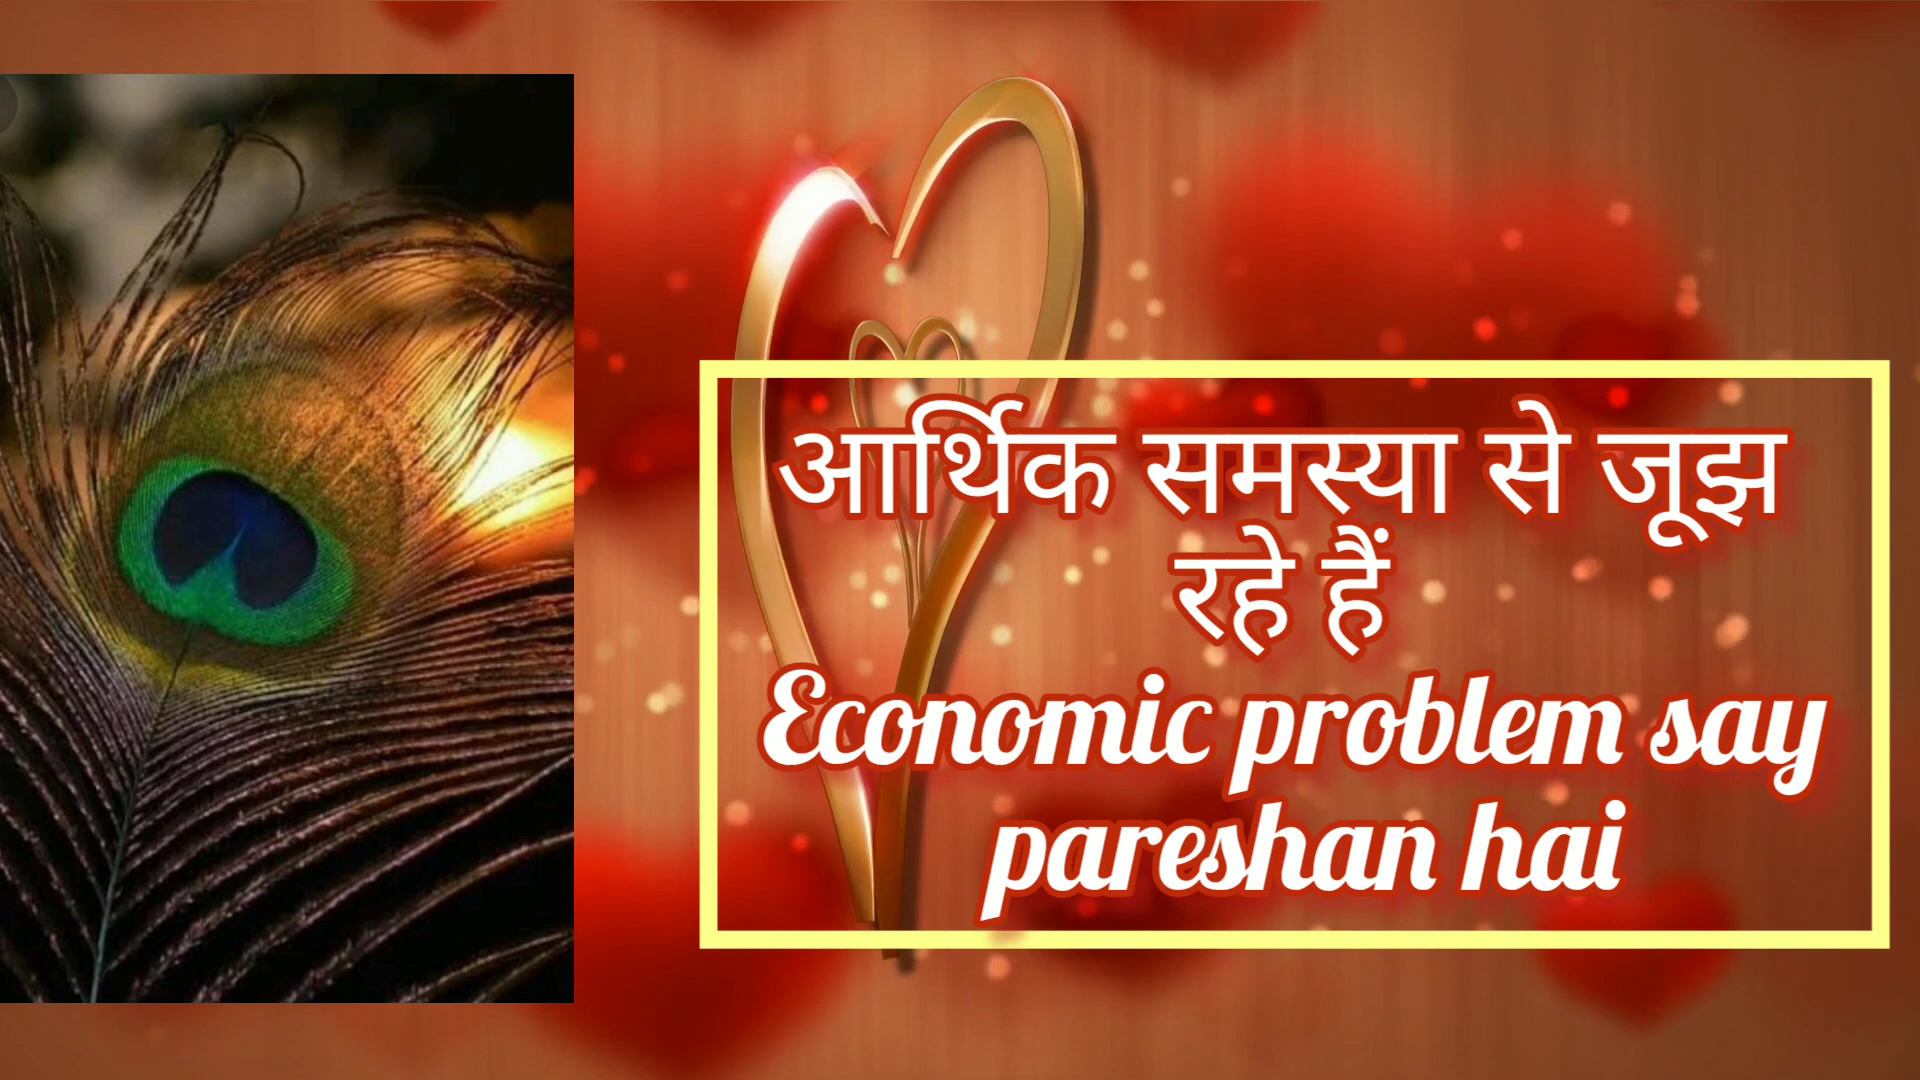 आर्थिक समस्या से जूझ
रहे हैं
Economic problem say
pareshan hai